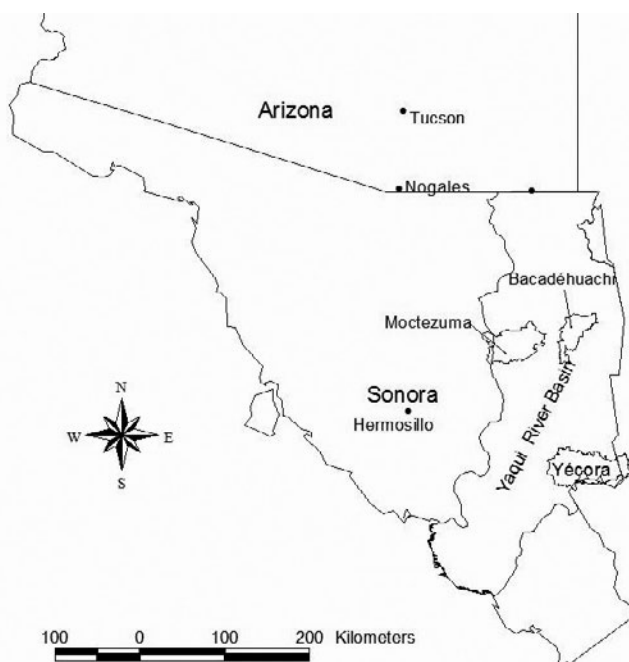 Arizona
Tucson
Nogales
Bacadéhuachi
Moctezuma
Sonora
Hermosillo
Yaqui River Basin
N
W E
S
Yécora
100 0 100 200 Kilometers